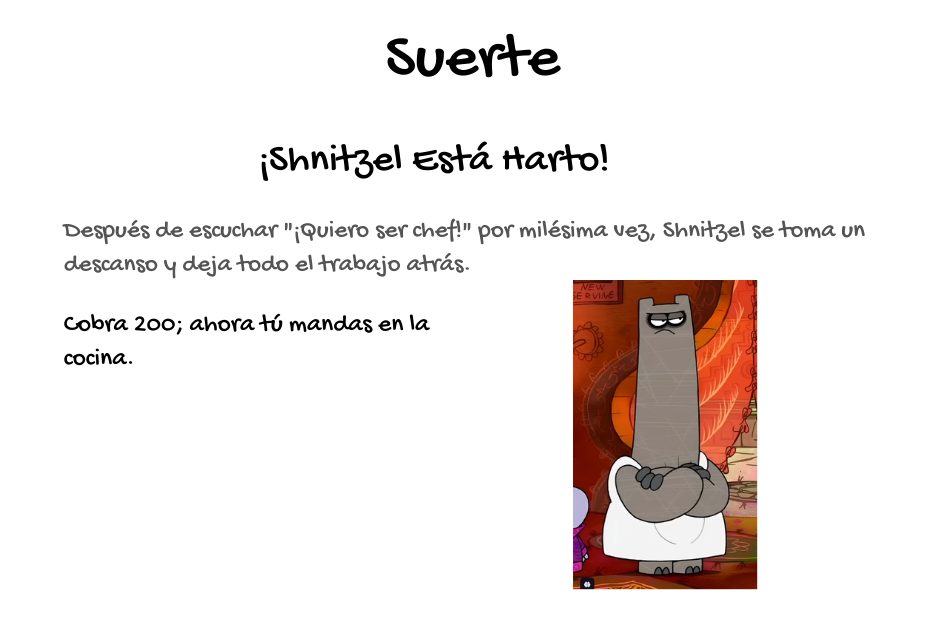 Suerte
¡Shnitzel Está Harto!
Después de escuchar "¡Quiero ser chef!" por milésima vez, Shnitzel se toma un
descanso y deja todo el trabajo atrás.
NEW
Cobra 200; ahora tú mandas en la
cocina.